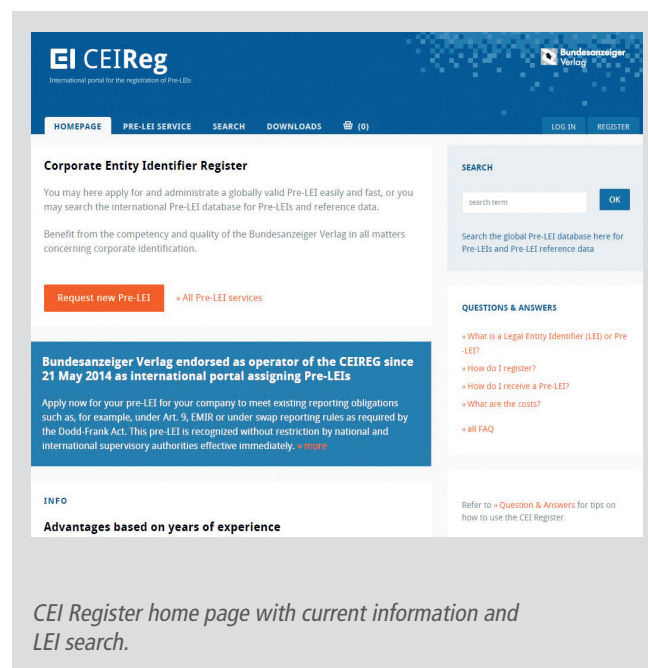 EI CEIReg
International portal for the registration of Pre-LEIs
Bundesanzeiger
Verlag
HOMEPAGE PRE-LEI SERVICE SEARCH DOWNLOADS (0) LOG IN REGISTER
Corporate Entity Identifier Register
You may here apply for and administrate a globally valid Pre-LEI easily and fast, or you
may search the international Pre-LEI database for Pre-LEIs and reference data.
Benefit from the competency and quality of the Bundesanzeiger Verlag in all matters
concerning corporate identification.
Request new Pre-LEI » All Pre-LEI services
Bundesanzeiger Verlag endorsed as operator of the CEIREG since
21 May 2014 as international portal assigning Pre-LEIs
Apply now for your pre-LEI for your company to meet existing reporting obligations
such as, for example, under Art. 9, EMIR or under swap reporting rules as required by
the Dodd-Frank Act. This pre-LEI is recognized without restriction by national and
international supervisory authorities effective immediately. » more
INFO
Advantages based on years of experience
SEARCH
search term OK
Search the global Pre-LEI database here for
Pre-LEIs and Pre-LEI reference data
QUESTIONS & ANSWERS
» What is a Legal Entity Identifier (LEI) or Pre
-LEI?
» How do I register?
» How do I receive a Pre-LEI?
» What are the costs?
» all FAQ
Refer to » Question & Answers for tips on
how to use the CEI Register.
CEI Register home page with current information and
LEI search.